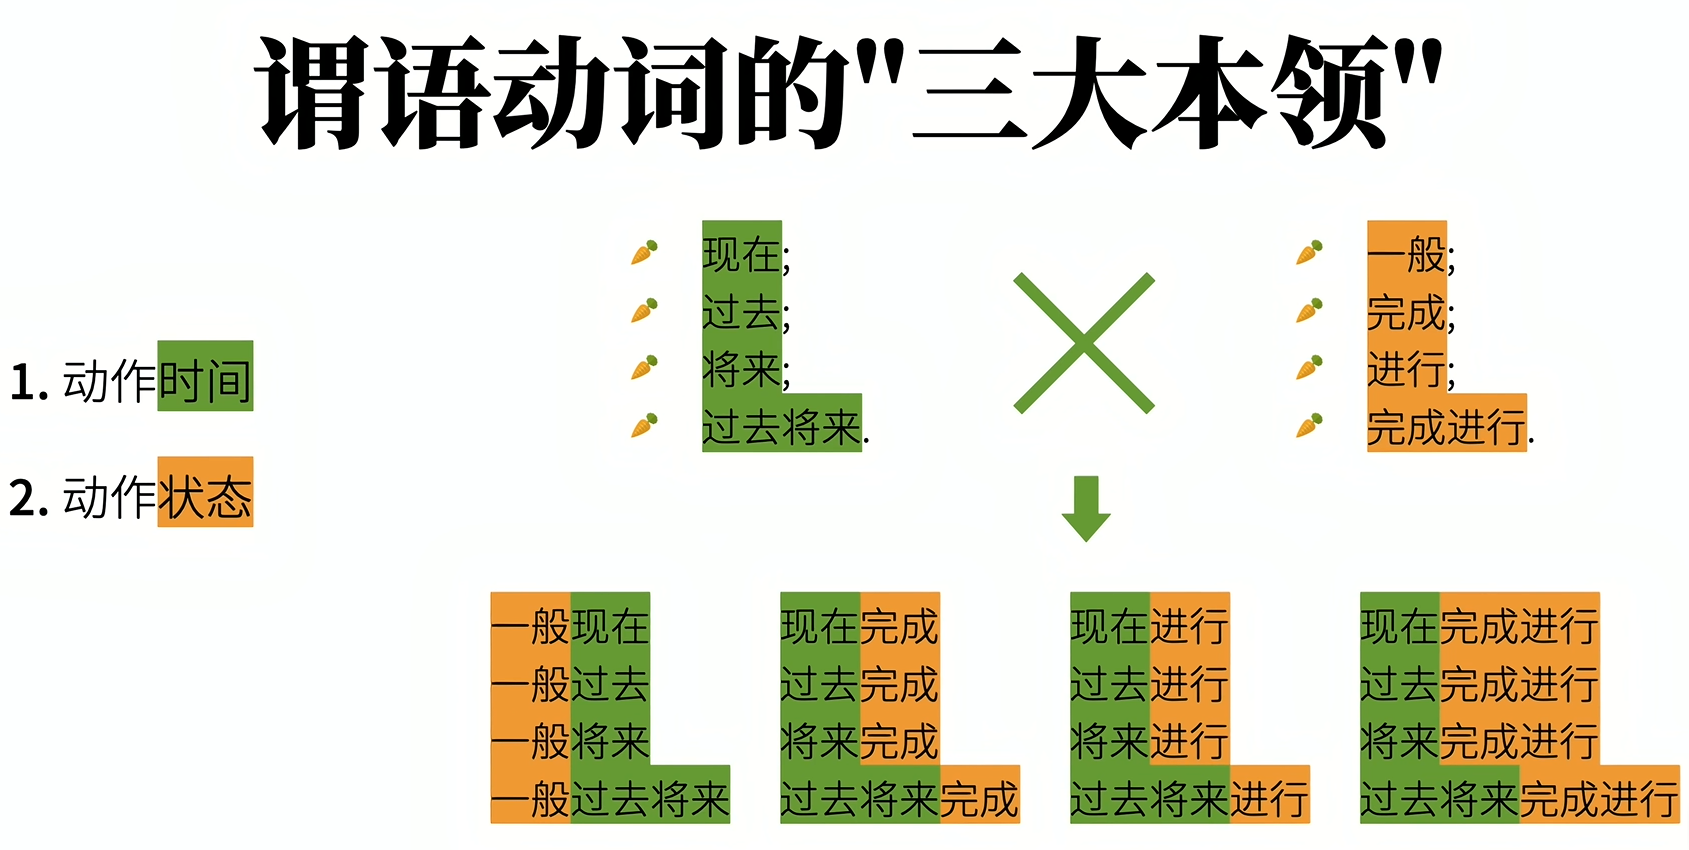 谓语动词的"三大本领"
1. 动作时间
2. 动作状态
现在;
过去;
将来;
过去将来.
一般;
完成;
进行;
完成进行.
一般现在
一般过去
一般将来
一般过去将来
现在完成
过去完成
将来完成
过去将来完成
现在进行
过去进行
将来进行
过去将来进行
现在完成进行
过去完成进行
将来完成进行
过去将来完成进行